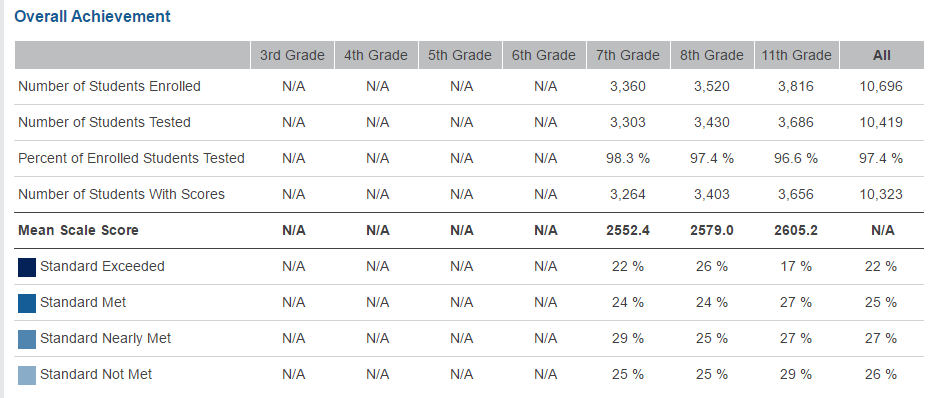 Overall Achievement
3rd Grade 4th Grade 5th Grade 6th Grade 7th Grade 8th Grade 11th Grade All
Number of Students Enrolled N/A N/A N/A N/A 3,360 3,520 3,816 10,696
Number of Students Tested N/A N/A N/A N/A 3,303 3,430 3,686 10,419
Percent of Enrolled Students Tested N/A N/A N/A N/A 98.3 % 97.4 % 96.6 % 97.4 %
Number of Students With Scores N/A N/A N/A N/A 3,264 3,403 3,656 10,323
Mean Scale Score N/A N/A N/A N/A 2552.4 2579.0 2605.2 N/A
Standard Exceeded N/A N/A N/A N/A 22 % 26 % 17 % 22 %
Standard Met N/A N/A N/A N/A 24 % 24 % 27 % 25 %
Standard Nearly Met N/A N/A N/A N/A 29 % 25 % 27 % 27 %
Standard Not Met N/A N/A N/A N/A 25 % 25 % 29 % 26 %